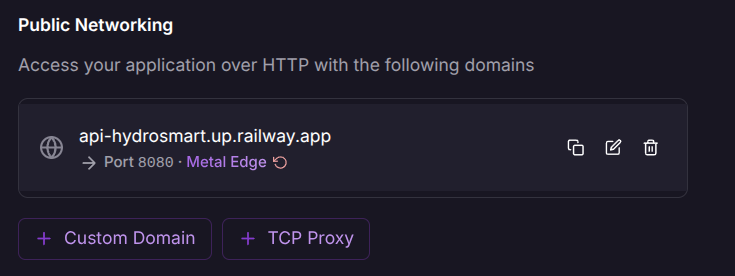 Public Networking
Access your application over HTTP with the following domains
api-hydrosmart.up.railway.app
→ Port 8080 · Metal Edge
+ Custom Domain
+ TCP Proxy